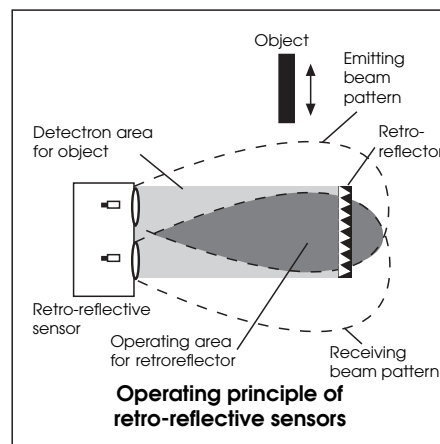 Object
Emitting
beam
pattern
Detectron area
for object
Retro-
reflector
Retro-reflective
sensor
Operating area
for retroreflector
Receiving
beam pattern
Operating principle of
retro-reflective sensors